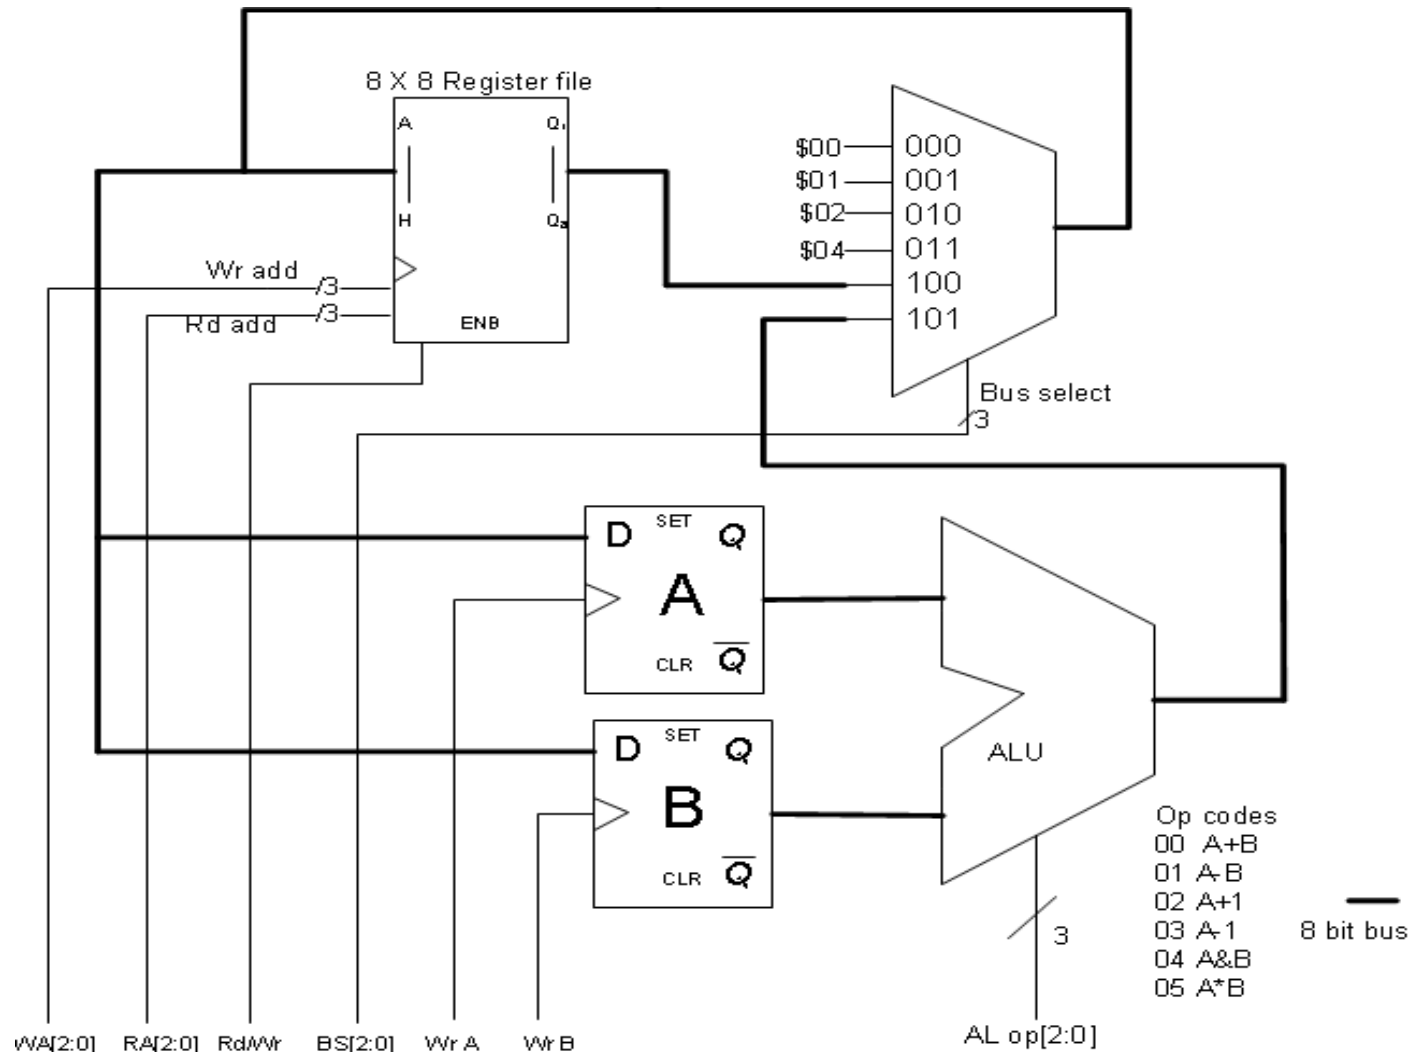 8 X 8 Register file
A
Q₁
H
Q₈
Wr add
/3
Rd add
/3
ENB
$00 000
$01 001
$02 010
$04 011
100
101
Bus select
3
D SET Q
A
CLR Q
D SET Q
B
CLR Q
ALU
3
Op codes
00 A+B
01 A-B
02 A+1
03 A-1
04 A&B
05 A*B
8 bit bus
WA[2:0] RA[2:0] Rd/Wr BS[2:0] Wr A Wr B AL op[2:0]